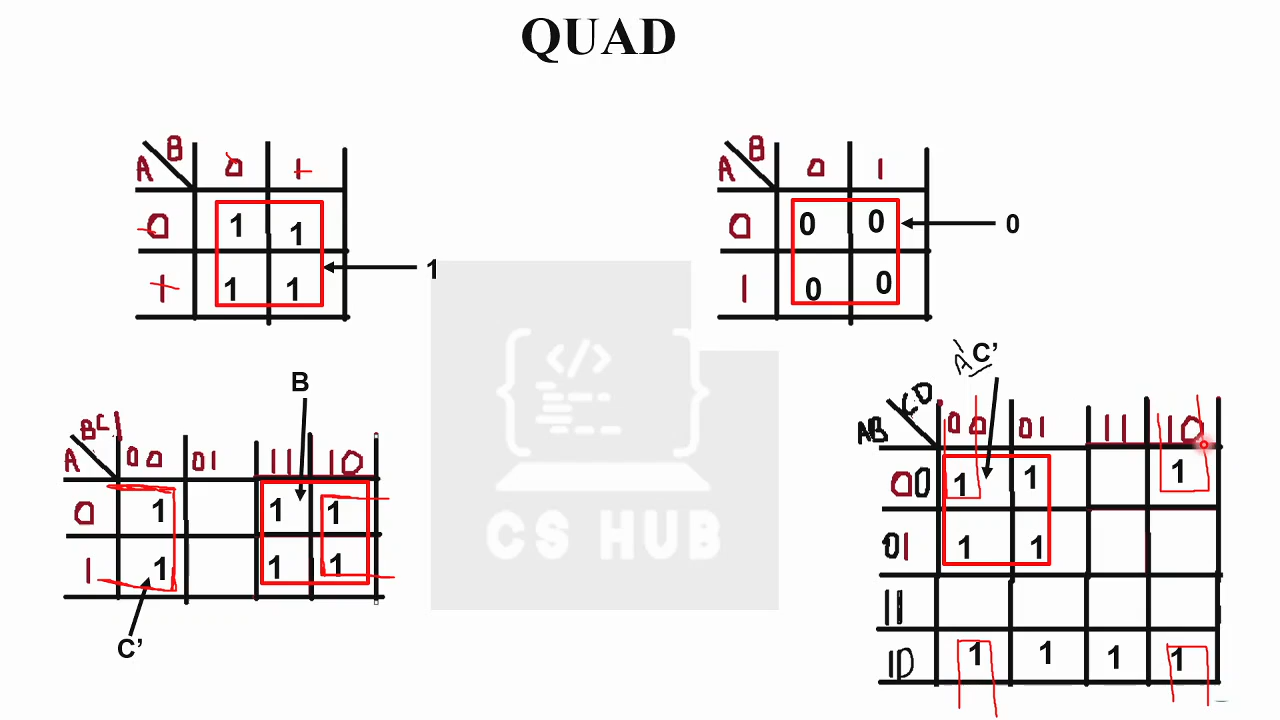 QUAD
A B 0 1
0 1 1
1 1 1
1
A B 0 1
0 0 0
1 0 0
0
B
A BC 00 01 11 10
0 1 1 1
1 1 1 1
C’
A' C’
AB CD 00 01 11 10
00 1 1 1
01 1 1
11
10 1 1 1 1
</>
CS HUB